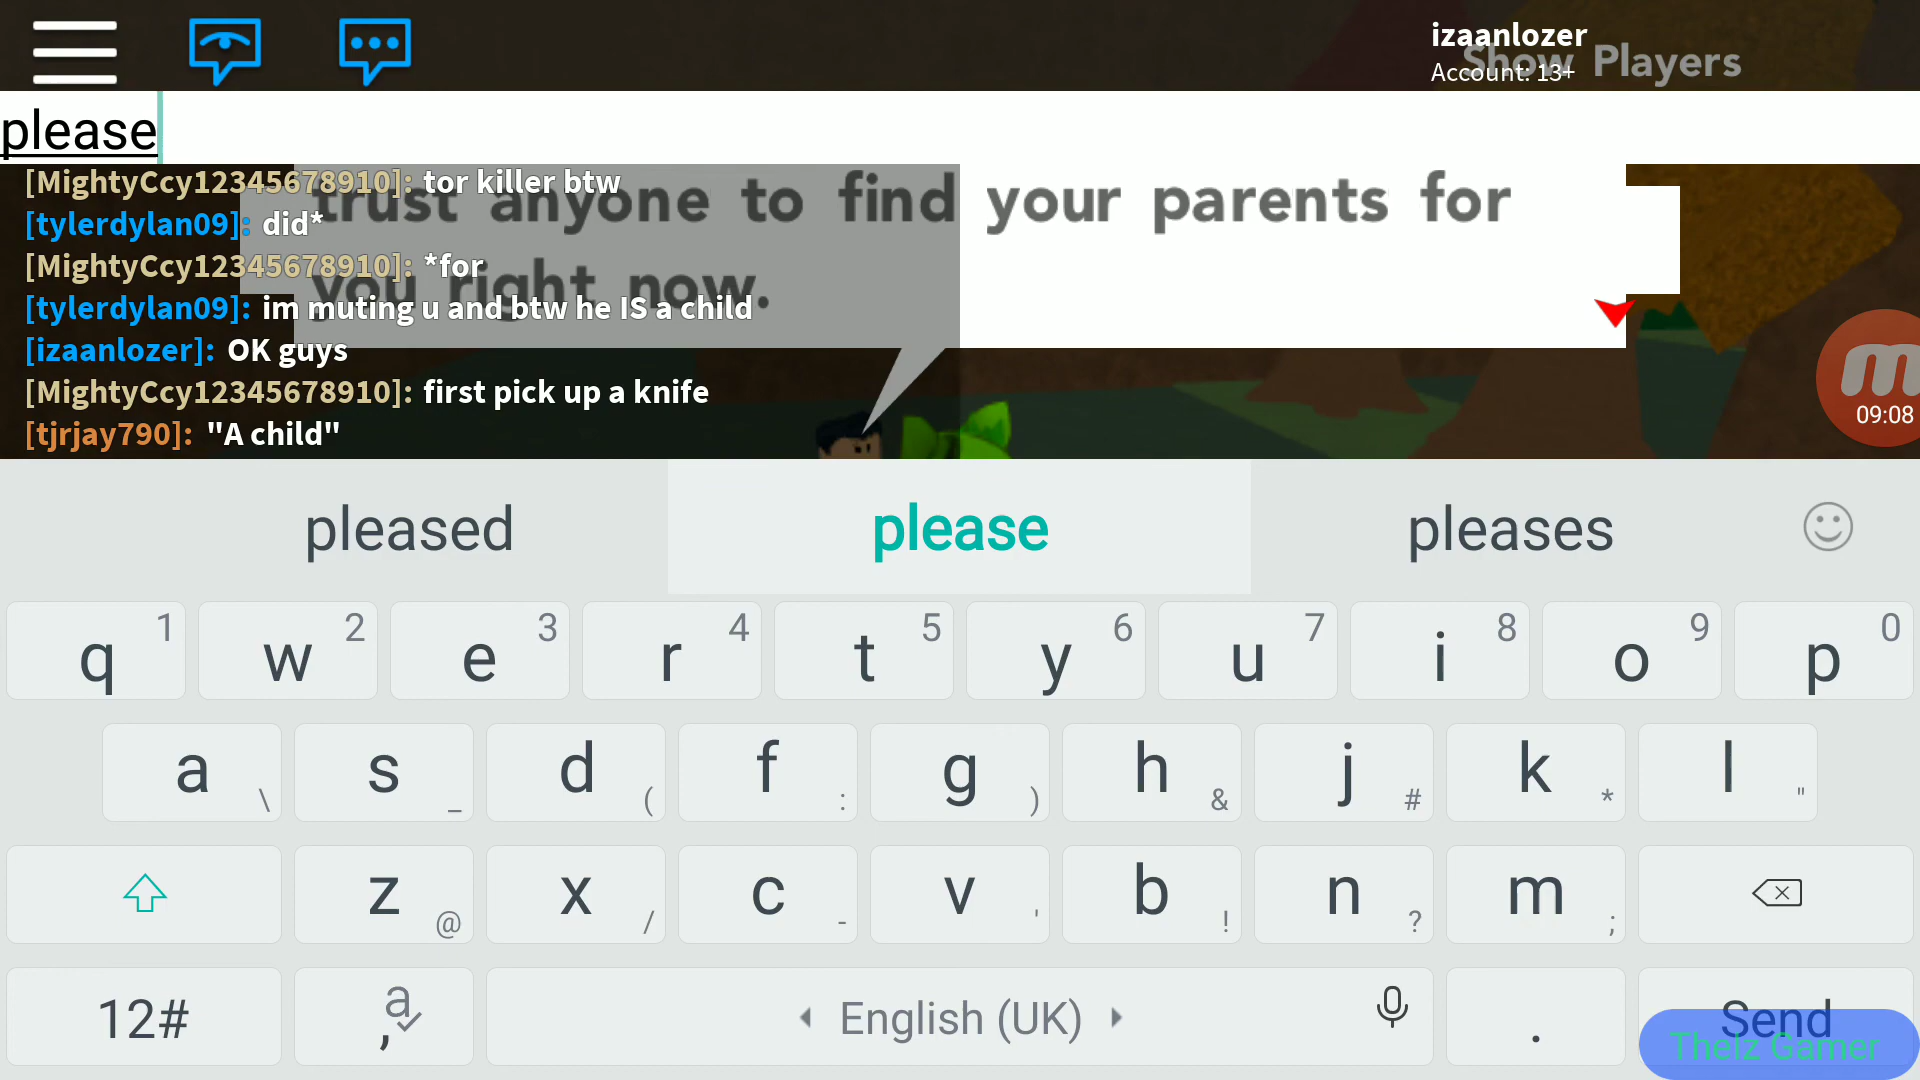 izaanlozer
Show Players
Account: 13+
please
[MightyCcy12345678910]: tor killer btw
trust anyone to find your parents for
[tylerdylan09]: did*
[MightyCcy12345678910]: *for
you right now.
[tylerdylan09]: im muting u and btw he IS a child
[izaanlozer]: OK guys
[MightyCcy12345678910]: first pick up a knife
09:08
[tjrjay790]: "A child"
pleased please pleases
q 1 w 2 e 3 r 4 t 5 y 6 u 7 i 8 o 9 p 0
a \ s _ d ( f : g ) h & j # k * l "
z @ x / c - v ' b ! n ? m ;
12# , a English (UK) . Send
TheIz Gamer